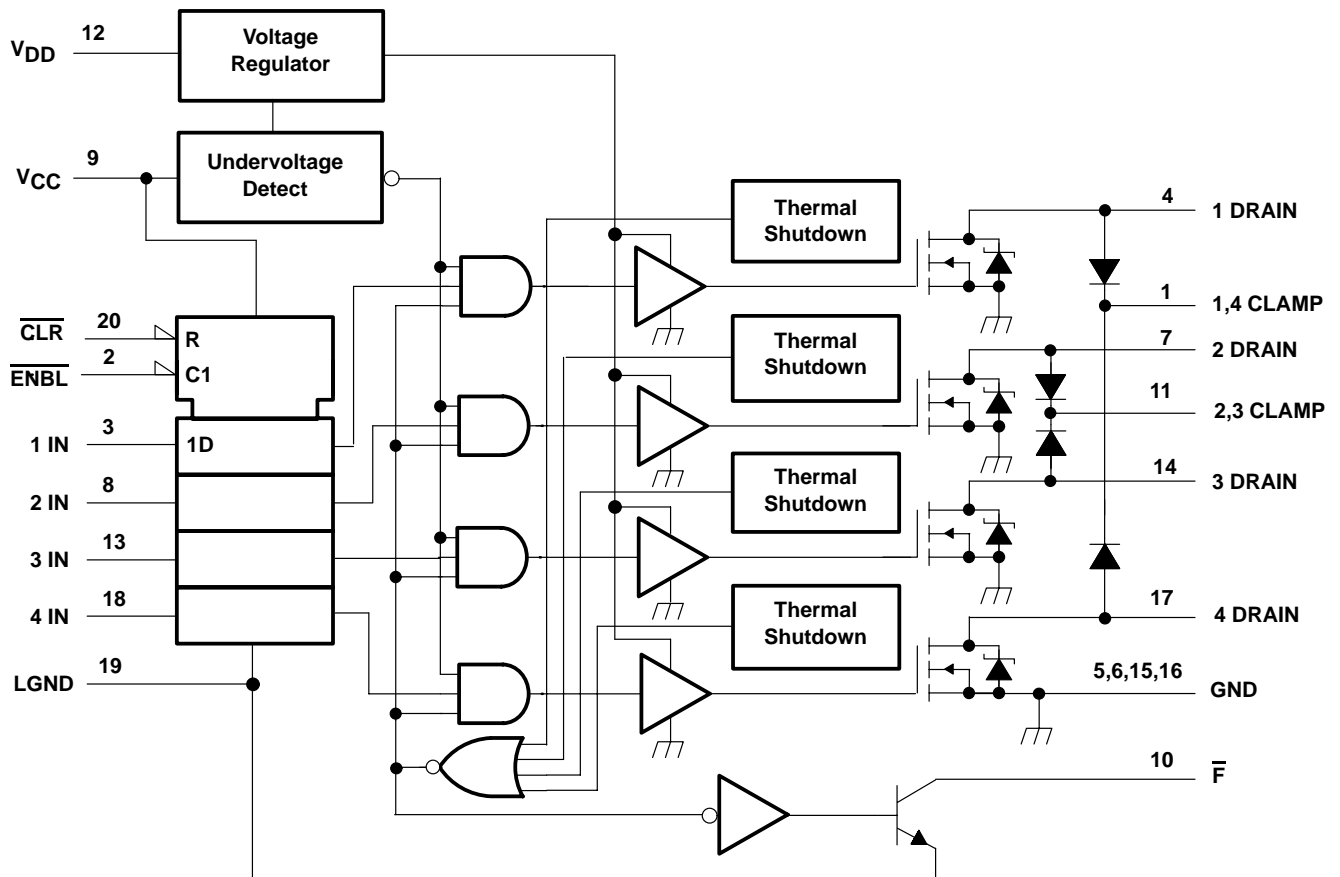 12
VDD
Voltage
Regulator
9
VCC
Undervoltage
Detect
Thermal
Shutdown
4
1 DRAIN
1
1,4 CLAMP
CLR
20
R
ENBL
2
C1
Thermal
Shutdown
7
2 DRAIN
11
2,3 CLAMP
3
1 IN
1D
8
2 IN
Thermal
Shutdown
14
3 DRAIN
13
3 IN
18
4 IN
Thermal
Shutdown
17
4 DRAIN
19
LGND
5,6,15,16
GND
10
F